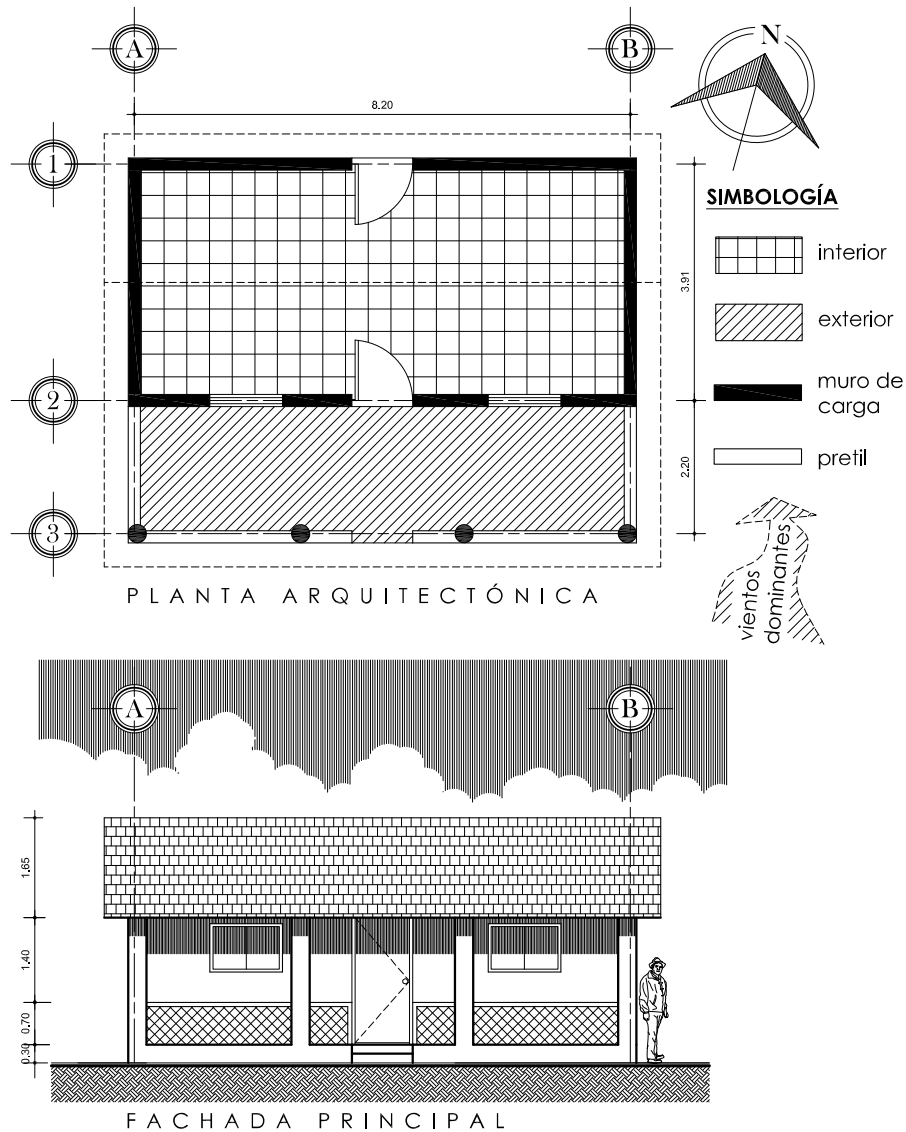 A
B
N
8.20
1
SIMBOLOGÍA
interior
3.91
exterior
muro de
carga
2
2.20
pretil
3
vientos
dominantes
PLANTA ARQUITECTÓNICA
A
B
1.65
1.40
0.70
0.30
FACHADA PRINCIPAL